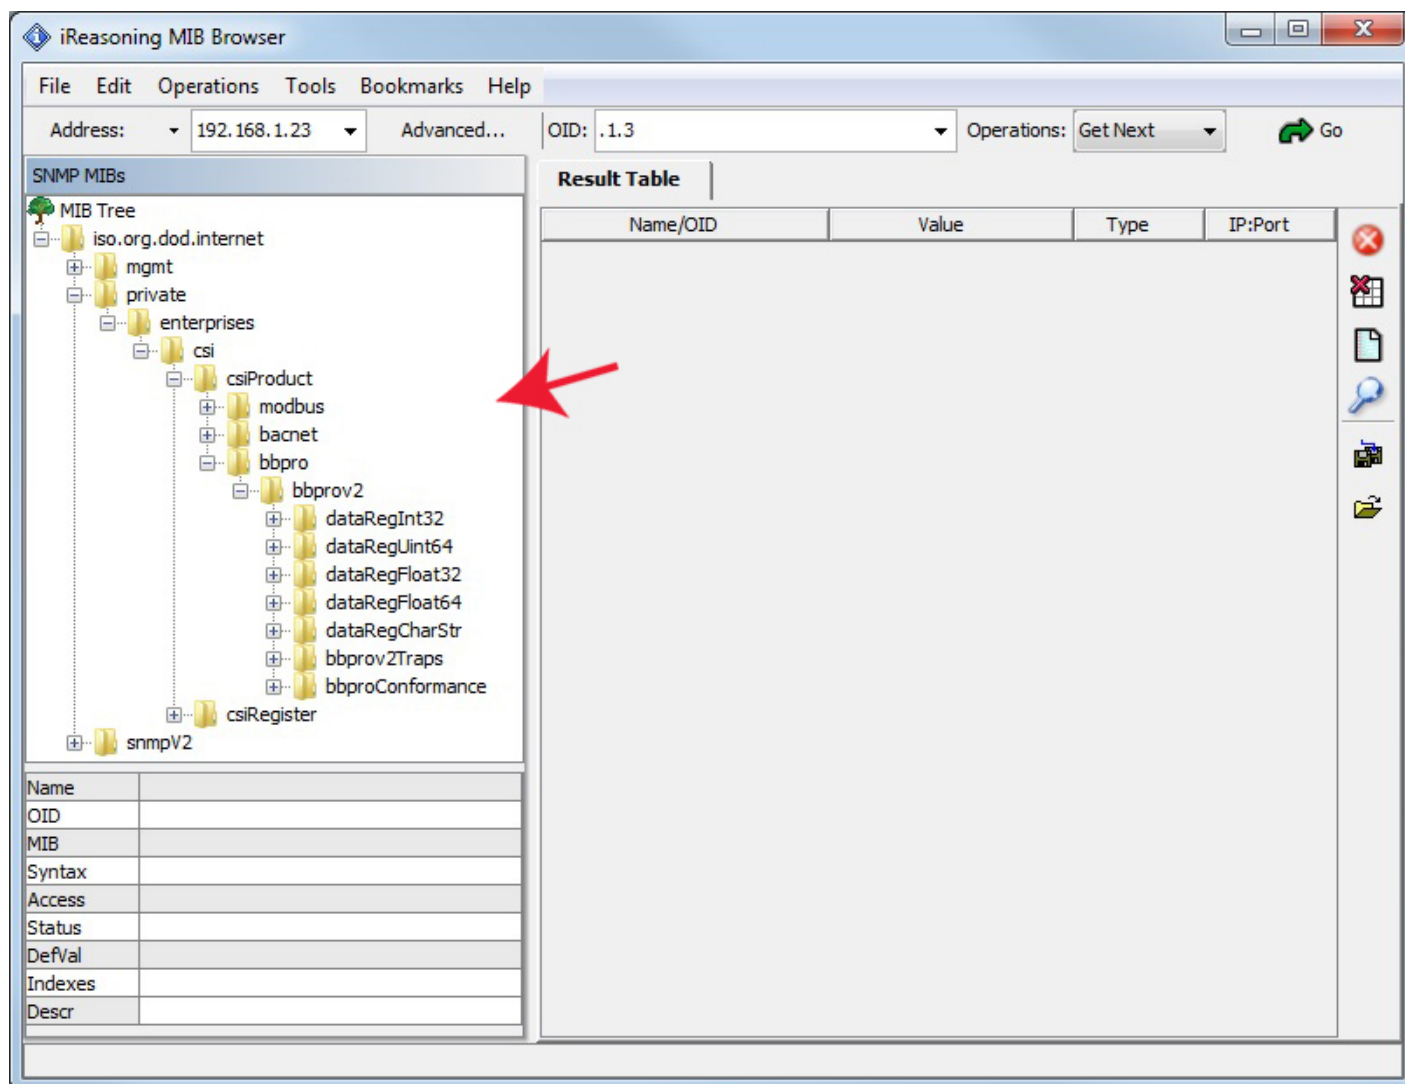 iReasoning MIB Browser
File Edit Operations Tools Bookmarks Help
Address: 192.168.1.23 Advanced... OID: .1.3 Operations: Get Next Go
SNMP MIBs
Result Table
Name/OID Value Type IP:Port
MIB Tree
iso.org.dod.internet
mgmt
private
enterprises
csi
csiProduct
modbus
bacnet
bbpro
bbprov2
dataRegInt32
dataRegUint64
dataRegFloat32
dataRegFloat64
dataRegCharStr
bbprov2Traps
bbproConformance
csiRegister
snmpV2
Name
OID
MIB
Syntax
Access
Status
DefVal
Indexes
Descr